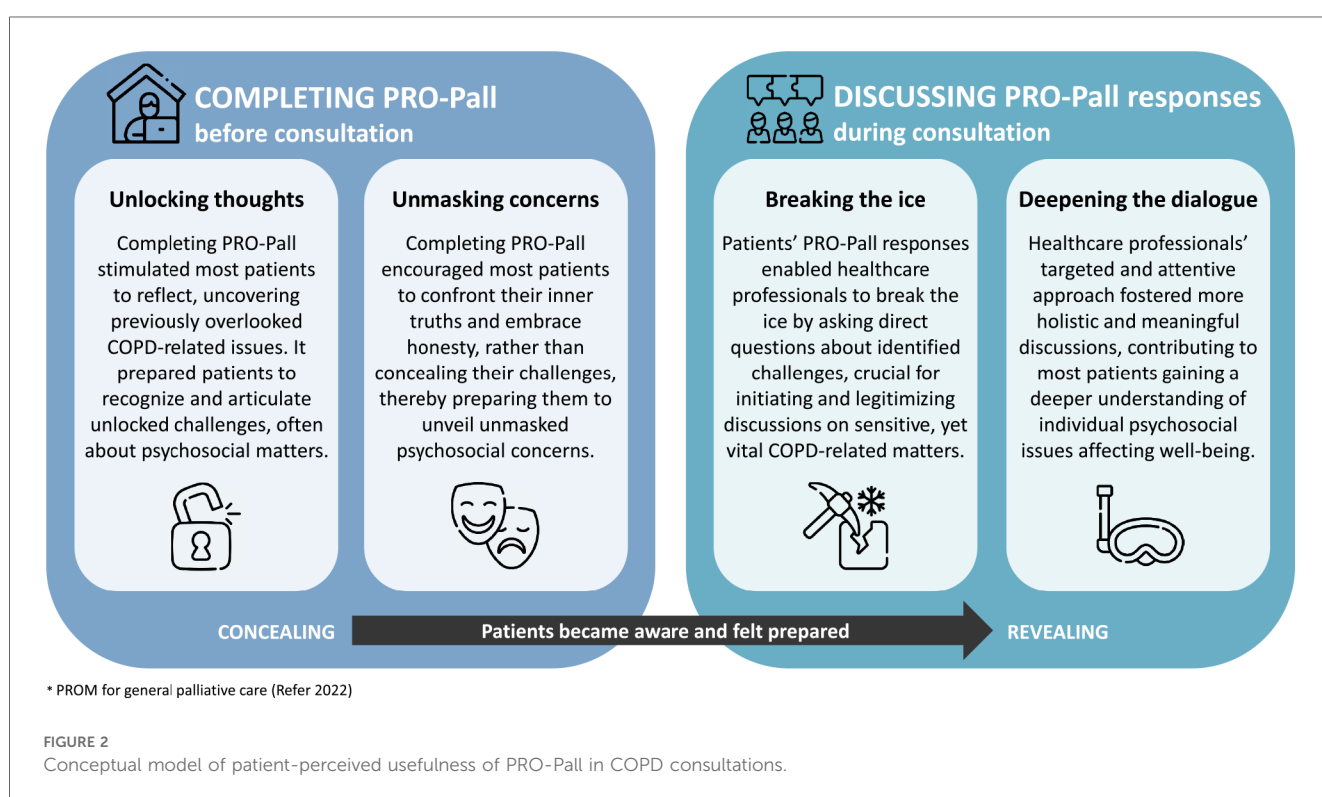 COMPLETING PRO-Pall
before consultation
Unlocking thoughts
Completing PRO-Pall
stimulated most patients
to reflect, uncovering
previously overlooked
COPD-related issues. It
prepared patients to
recognize and articulate
unlocked challenges, often
about psychosocial matters.
Unmasking concerns
Completing PRO-Pall
encouraged most patients
to confront their inner
truths and embrace
honesty, rather than
concealing their challenges,
thereby preparing them to
unveil unmasked
psychosocial concerns.
DISCUSSING PRO-Pall responses
during consultation
Breaking the ice
Patients’ PRO-Pall responses
enabled healthcare
professionals to break the
ice by asking direct
questions about identified
challenges, crucial for
initiating and legitimizing
discussions on sensitive, yet
vital COPD-related matters.
Deepening the dialogue
Healthcare professionals’
targeted and attentive
approach fostered more
holistic and meaningful
discussions, contributing to
most patients gaining a
deeper understanding of
individual psychosocial
issues affecting well-being.
CONCEALING
Patients became aware and felt prepared
REVEALING
* PROM for general palliative care (Refer 2022)
FIGURE 2
Conceptual model of patient-perceived usefulness of PRO-Pall in COPD consultations.